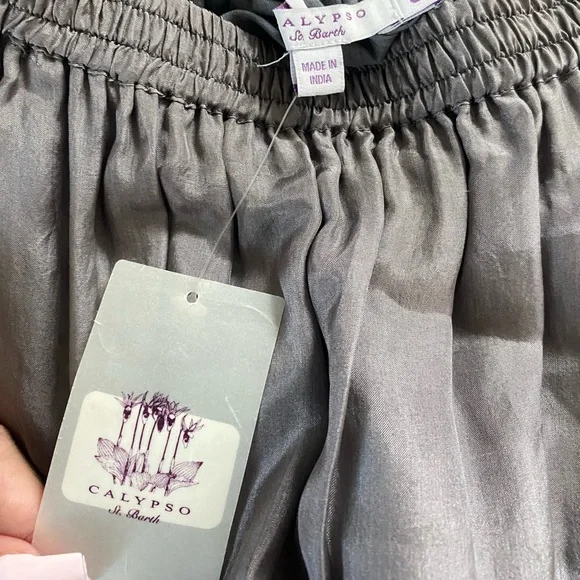 ALYPSO
St. Barth
MADE IN
INDIA
CALYPSO
St. Barth